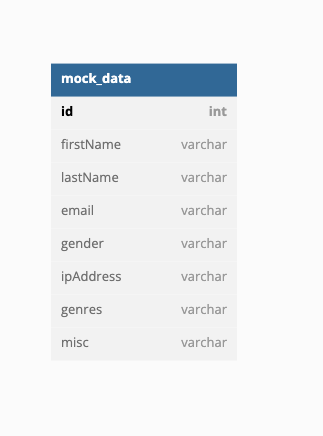 mock_data
id int
firstName varchar
lastName varchar
email varchar
gender varchar
ipAddress varchar
genres varchar
misc varchar